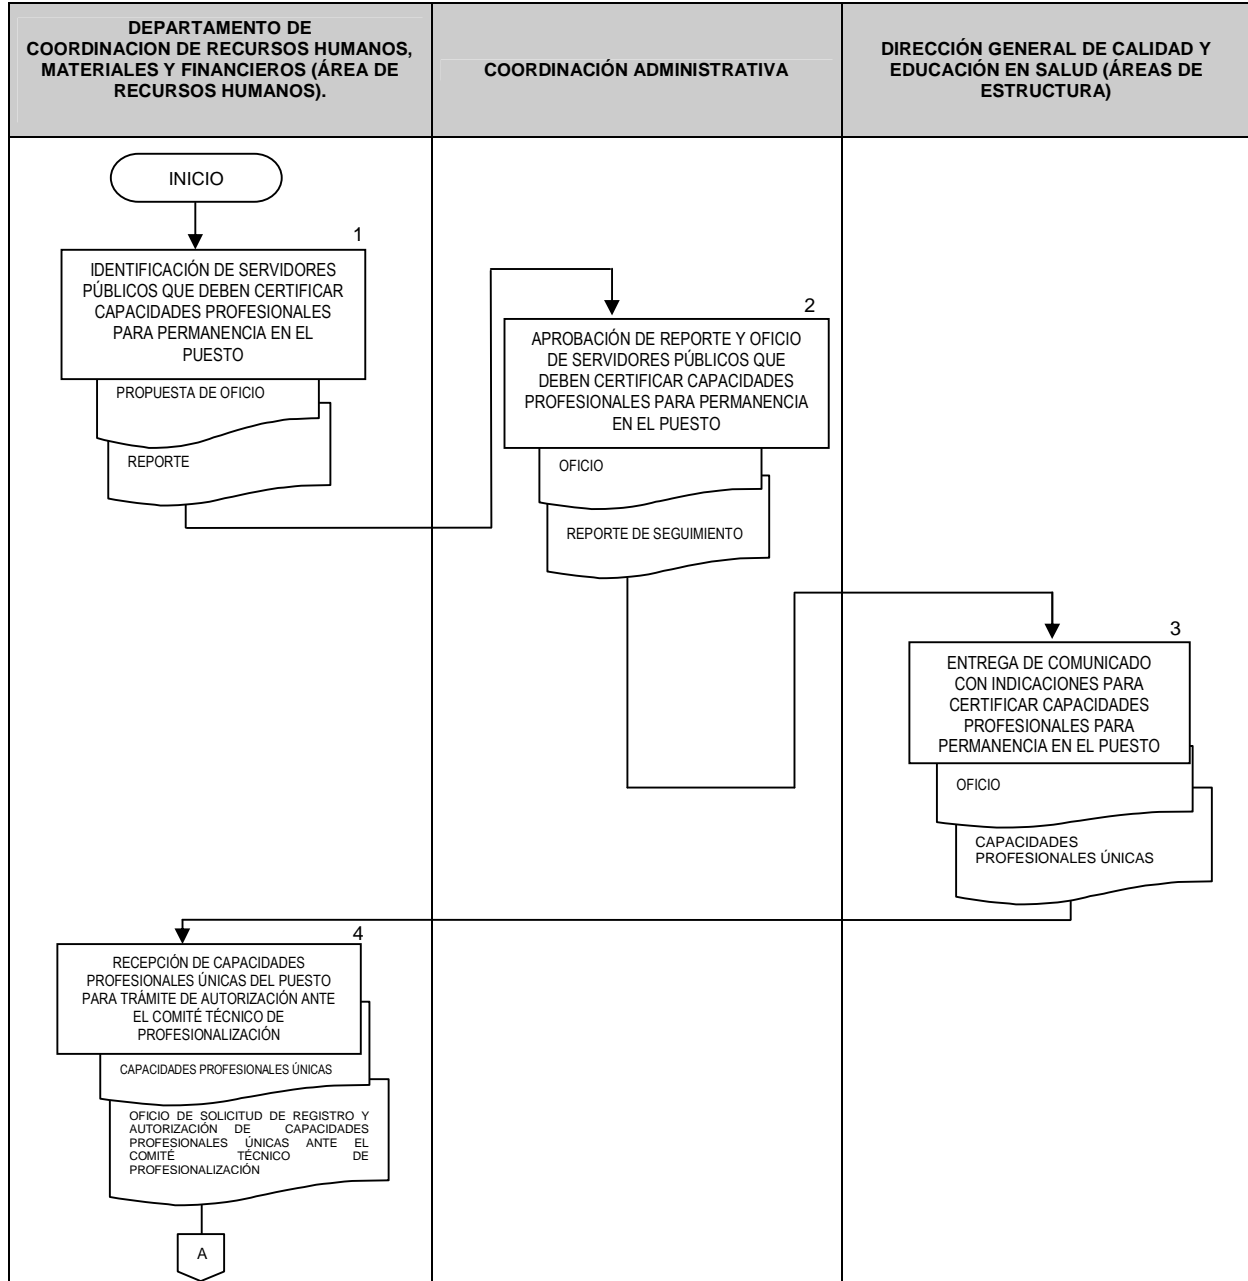 DEPARTAMENTO DE
COORDINACION DE RECURSOS HUMANOS,
MATERIALES Y FINANCIEROS (ÁREA DE
RECURSOS HUMANOS).
COORDINACIÓN ADMINISTRATIVA
DIRECCIÓN GENERAL DE CALIDAD Y
EDUCACIÓN EN SALUD (ÁREAS DE
ESTRUCTURA)
INICIO
1
IDENTIFICACIÓN DE SERVIDORES
PÚBLICOS QUE DEBEN CERTIFICAR
CAPACIDADES PROFESIONALES
PARA PERMANENCIA EN EL
PUESTO
PROPUESTA DE OFICIO
REPORTE
2
APROBACIÓN DE REPORTE Y OFICIO
DE SERVIDORES PÚBLICOS QUE
DEBEN CERTIFICAR CAPACIDADES
PROFESIONALES PARA PERMANENCIA
EN EL PUESTO
OFICIO
REPORTE DE SEGUIMIENTO
3
ENTREGA DE COMUNICADO
CON INDICACIONES PARA
CERTIFICAR CAPACIDADES
PROFESIONALES PARA
PERMANENCIA EN EL PUESTO
OFICIO
CAPACIDADES
PROFESIONALES ÚNICAS
4
RECEPCIÓN DE CAPACIDADES
PROFESIONALES ÚNICAS DEL PUESTO
PARA TRÁMITE DE AUTORIZACIÓN ANTE
EL COMITÉ TÉCNICO DE
PROFESIONALIZACIÓN
CAPACIDADES PROFESIONALES ÚNICAS
OFICIO DE SOLICITUD DE REGISTRO Y
AUTORIZACIÓN DE CAPACIDADES
PROFESIONALES ÚNICAS ANTE EL
COMITÉ TÉCNICO DE
PROFESIONALIZACIÓN
A